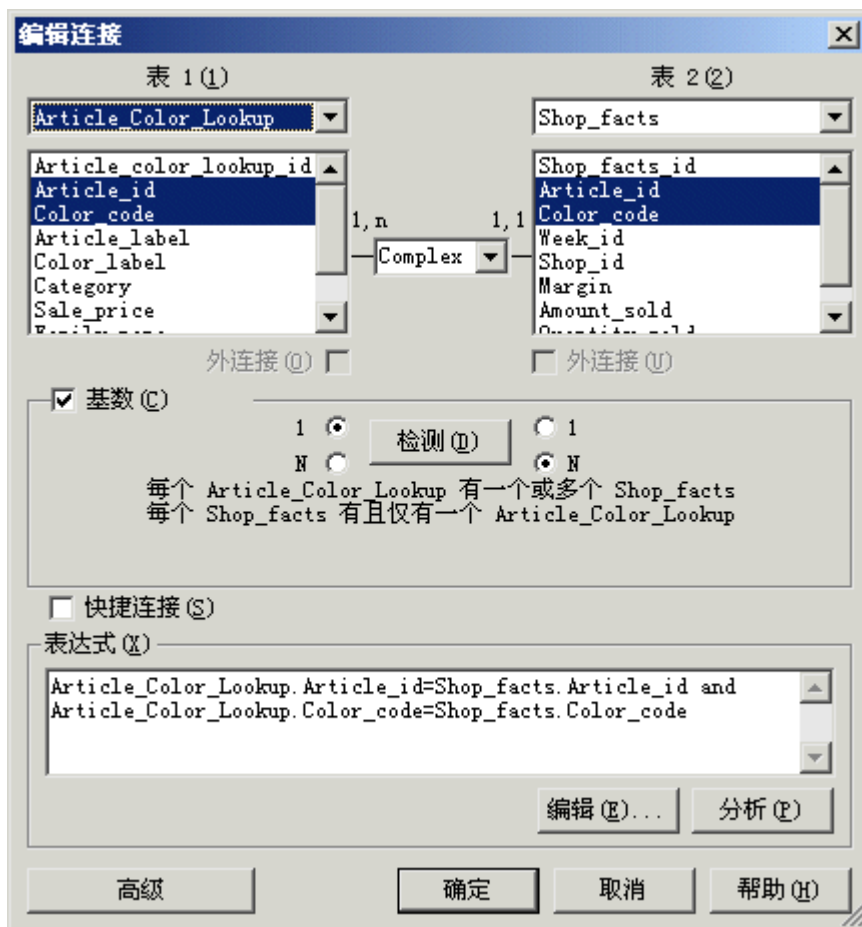 编辑连接
表 1(1)
表 2(2)
Article_Color_Lookup
Shop_facts
Article_color_lookup_id
Article_id
Color_code
Article_label
Color_label
Category
Sale_price
1,n
1,1
Complex
Shop_facts_id
Article_id
Color_code
Week_id
Shop_id
Margin
Amount_sold
外连接(O)
外连接(U)
基数(C)
1
检测(D)
1
N
N
每个 Article_Color_Lookup 有一个或多个 Shop_facts
每个 Shop_facts 有且仅有一个 Article_Color_Lookup
快捷连接(S)
表达式(X)
Article_Color_Lookup.Article_id=Shop_facts.Article_id and
Article_Color_Lookup.Color_code=Shop_facts.Color_code
编辑(E)...
分析(P)
高级
确定
取消
帮助(H)